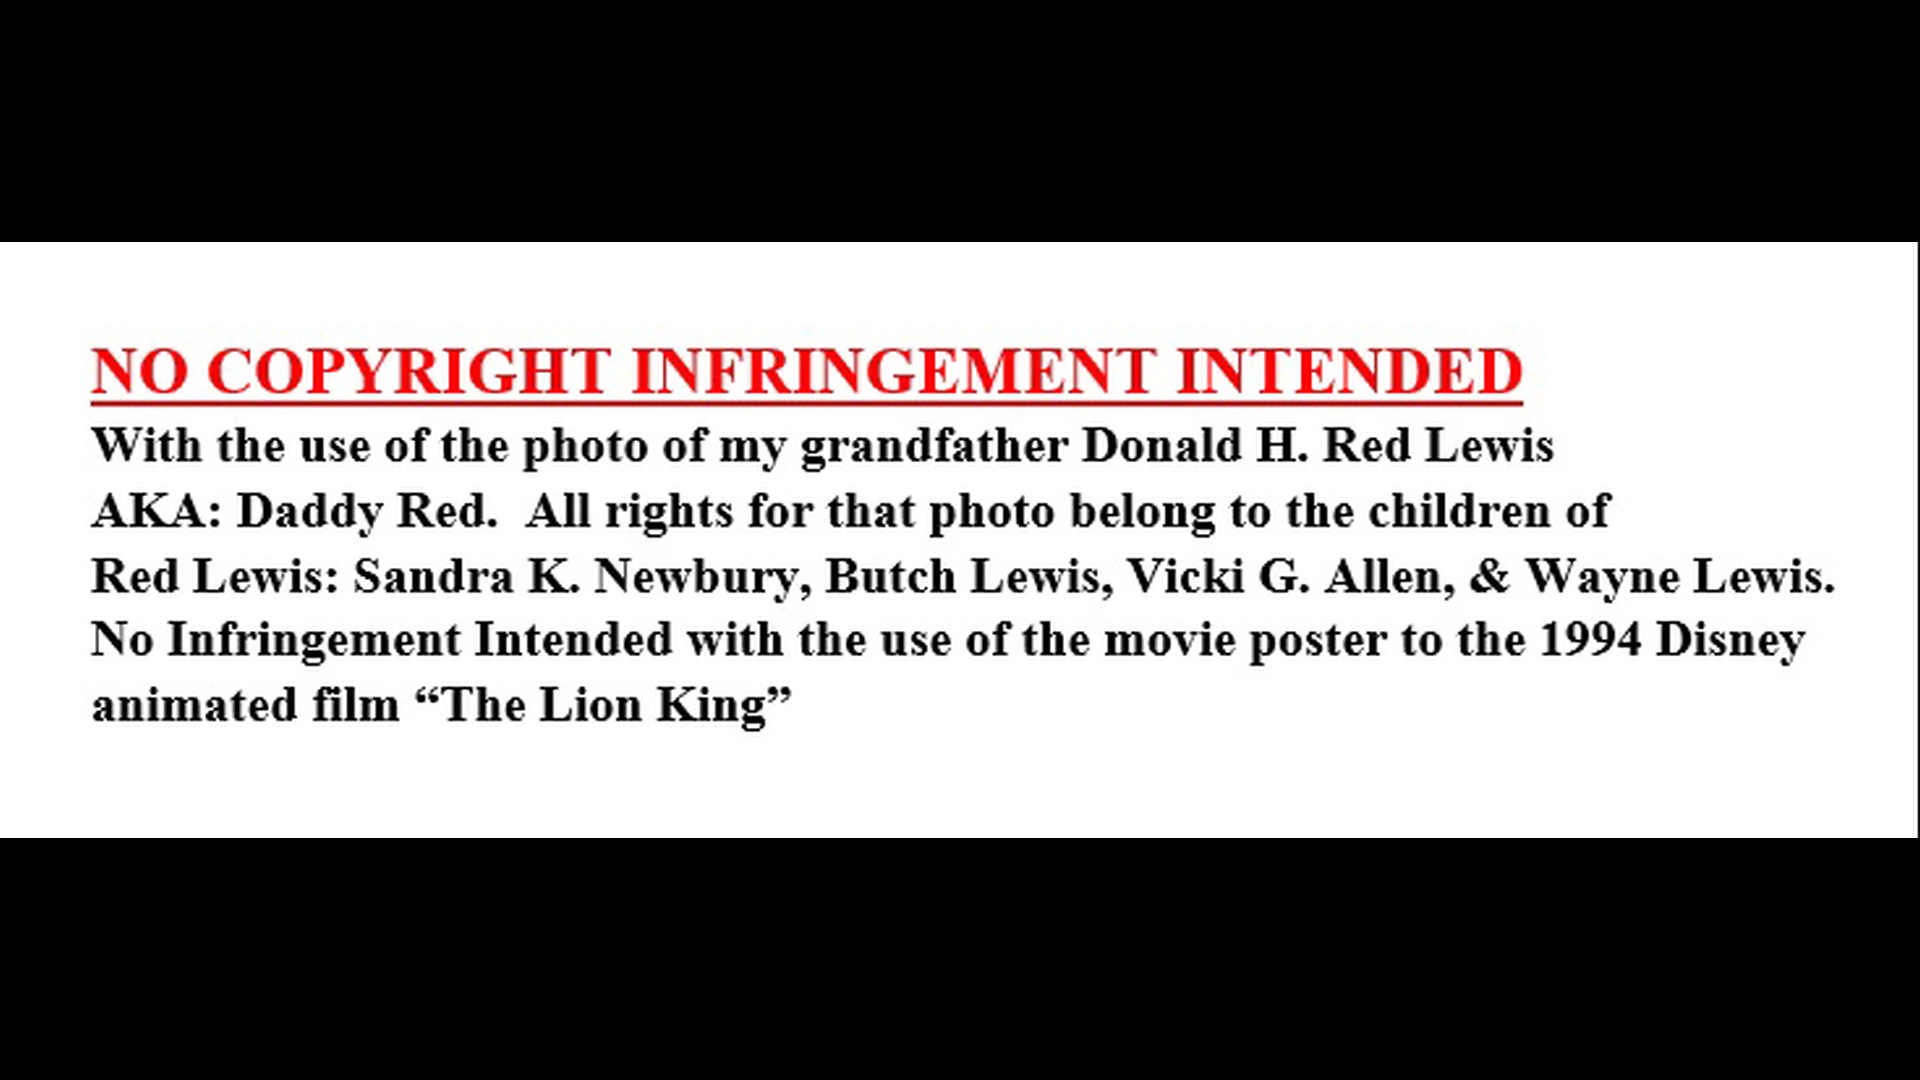 NO COPYRIGHT INFRINGEMENT INTENDED
With the use of the photo of my grandfather Donald H. Red Lewis
AKA: Daddy Red.  All rights for that photo belong to the children of
Red Lewis: Sandra K. Newbury, Butch Lewis, Vicki G. Allen, & Wayne Lewis.
No Infringement Intended with the use of the movie poster to the 1994 Disney
animated film “The Lion King”